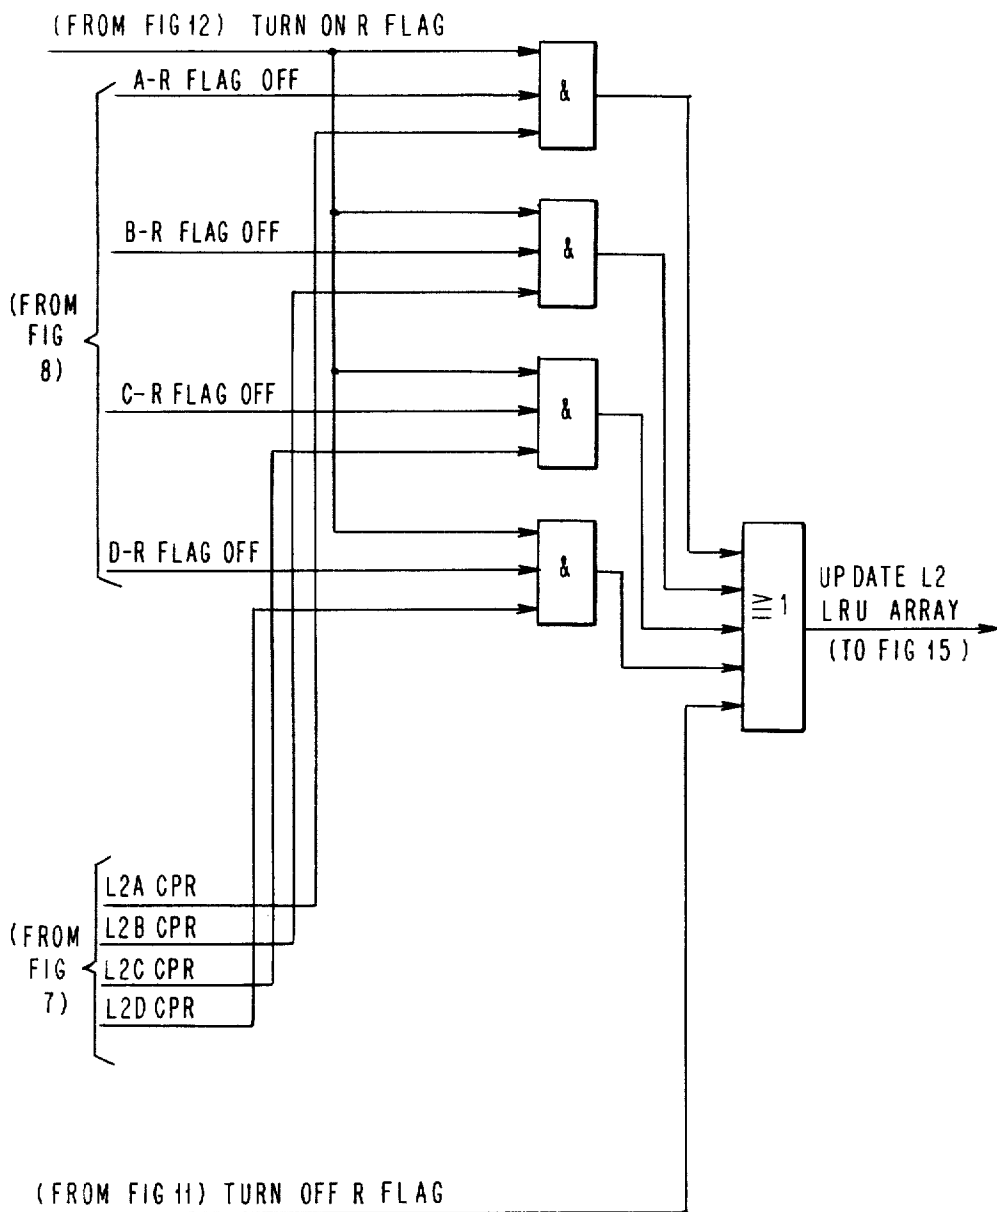 (FROM FIG 12) TURN ON R FLAG
A-R FLAG OFF
&
B-R FLAG OFF
&
(FROM
FIG
8)
C-R FLAG OFF
&
D-R FLAG OFF
&
≥ 1
UPDATE L2
LRU ARRAY
(TO FIG 15)
L2A CPR
L2B CPR
(FROM
FIG
7)
L2C CPR
L2D CPR
(FROM FIG 11) TURN OFF R FLAG